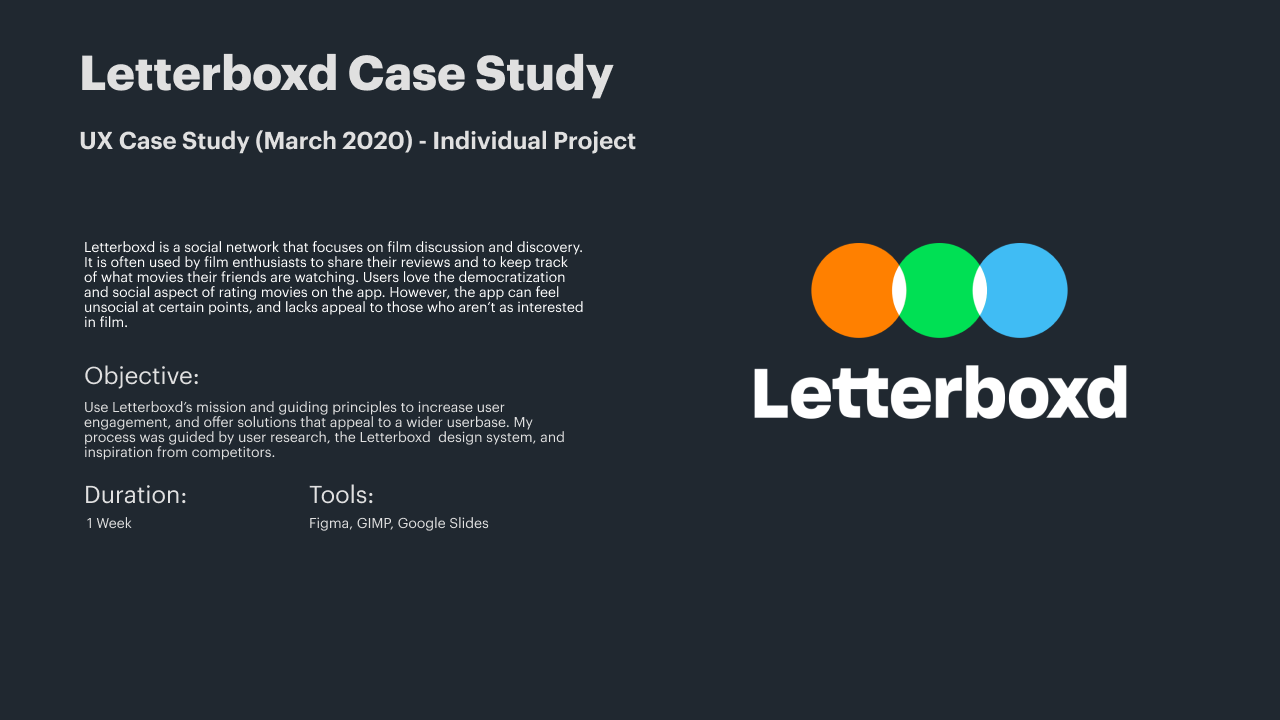 Letterboxd Case Study
UX Case Study (March 2020) - Individual Project
Letterboxd is a social network that focuses on film discussion and discovery.
It is often used by film enthusiasts to share their reviews and to keep track
of what movies their friends are watching. Users love the democratization
and social aspect of rating movies on the app. However, the app can feel
unsocial at certain points, and lacks appeal to those who aren’t as interested
in film.
Objective:
Use Letterboxd’s mission and guiding principles to increase user
engagement, and offer solutions that appeal to a wider userbase. My
process was guided by user research, the Letterboxd  design system, and
inspiration from competitors.
Duration:
1 Week
Tools:
Figma, GIMP, Google Slides
Letterboxd